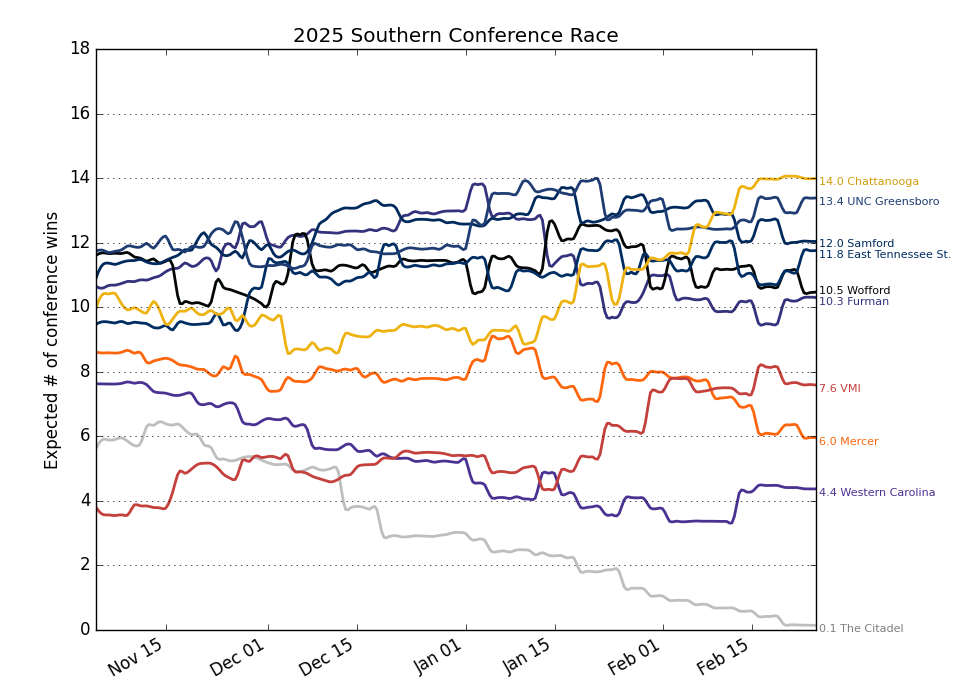 2025 Southern Conference Race
Expected # of conference wins
18
16
14
12
10
8
6
4
2
0
14.0 Chattanooga
13.4 UNC Greensboro
12.0 Samford
11.8 East Tennessee St.
10.5 Wofford
10.3 Furman
7.6 VMI
6.0 Mercer
4.4 Western Carolina
0.1 The Citadel
Nov 15
Dec 01
Dec 15
Jan 01
Jan 15
Feb 01
Feb 15